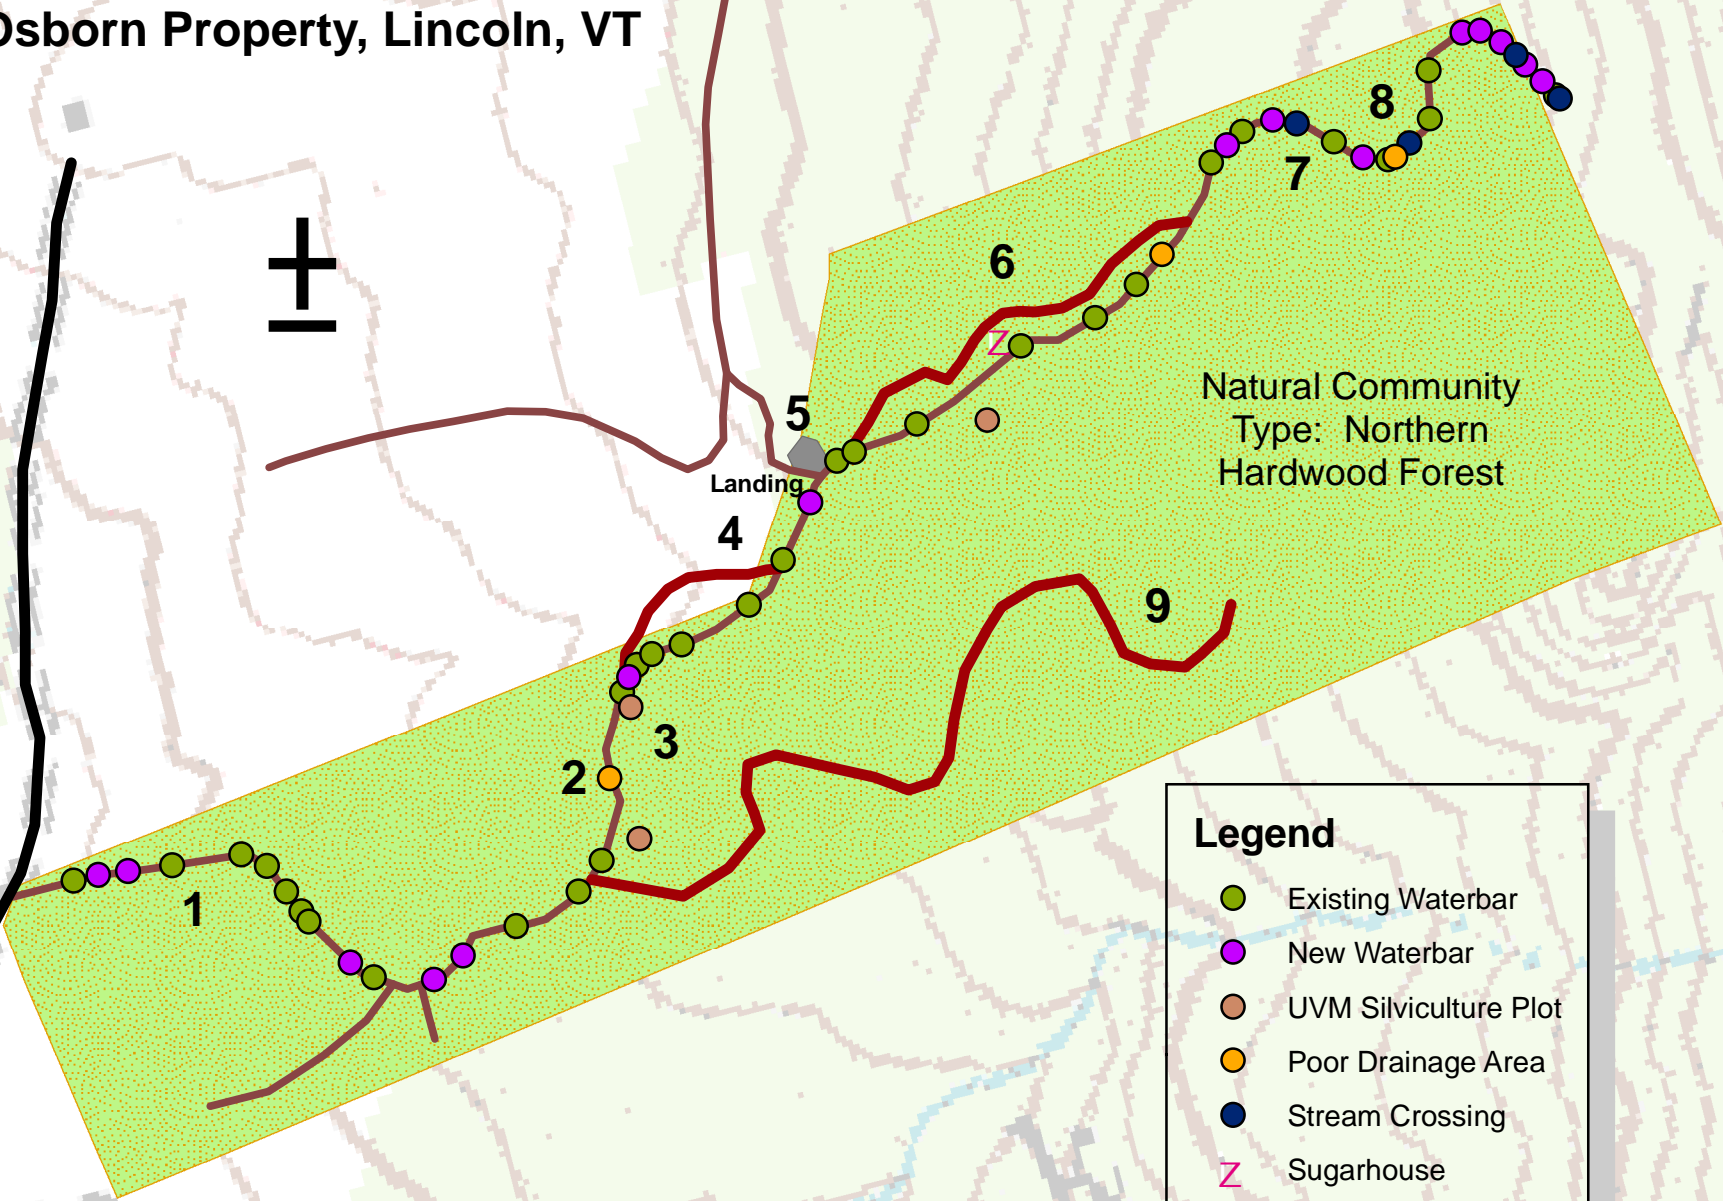 Osborn Property, Lincoln, VT
8
7
6
Natural Community
Type: Northern
Hardwood Forest
5
Landing
4
9
3
2
1
Legend
Existing Waterbar
New Waterbar
UVM Silviculture Plot
Poor Drainage Area
Stream Crossing
Z Sugarhouse
Z